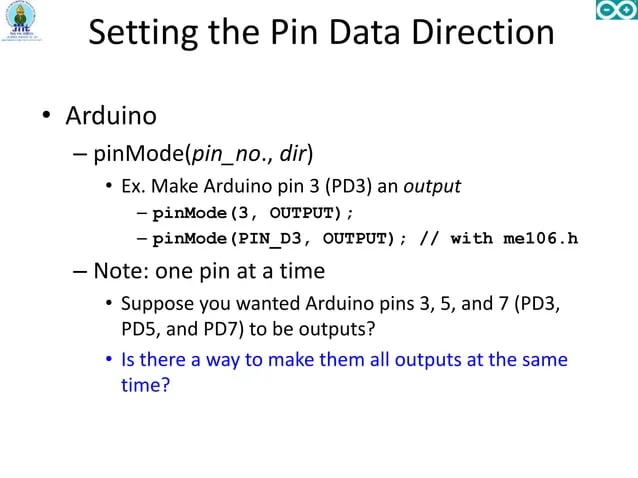 Setting the Pin Data Direction
• Arduino
– pinMode(pin_no., dir)
• Ex. Make Arduino pin 3 (PD3) an output
– pinMode(3, OUTPUT);
– pinMode(PIN_D3, OUTPUT); // with me106.h
– Note: one pin at a time
• Suppose you wanted Arduino pins 3, 5, and 7 (PD3,
PD5, and PD7) to be outputs?
• Is there a way to make them all outputs at the same
time?